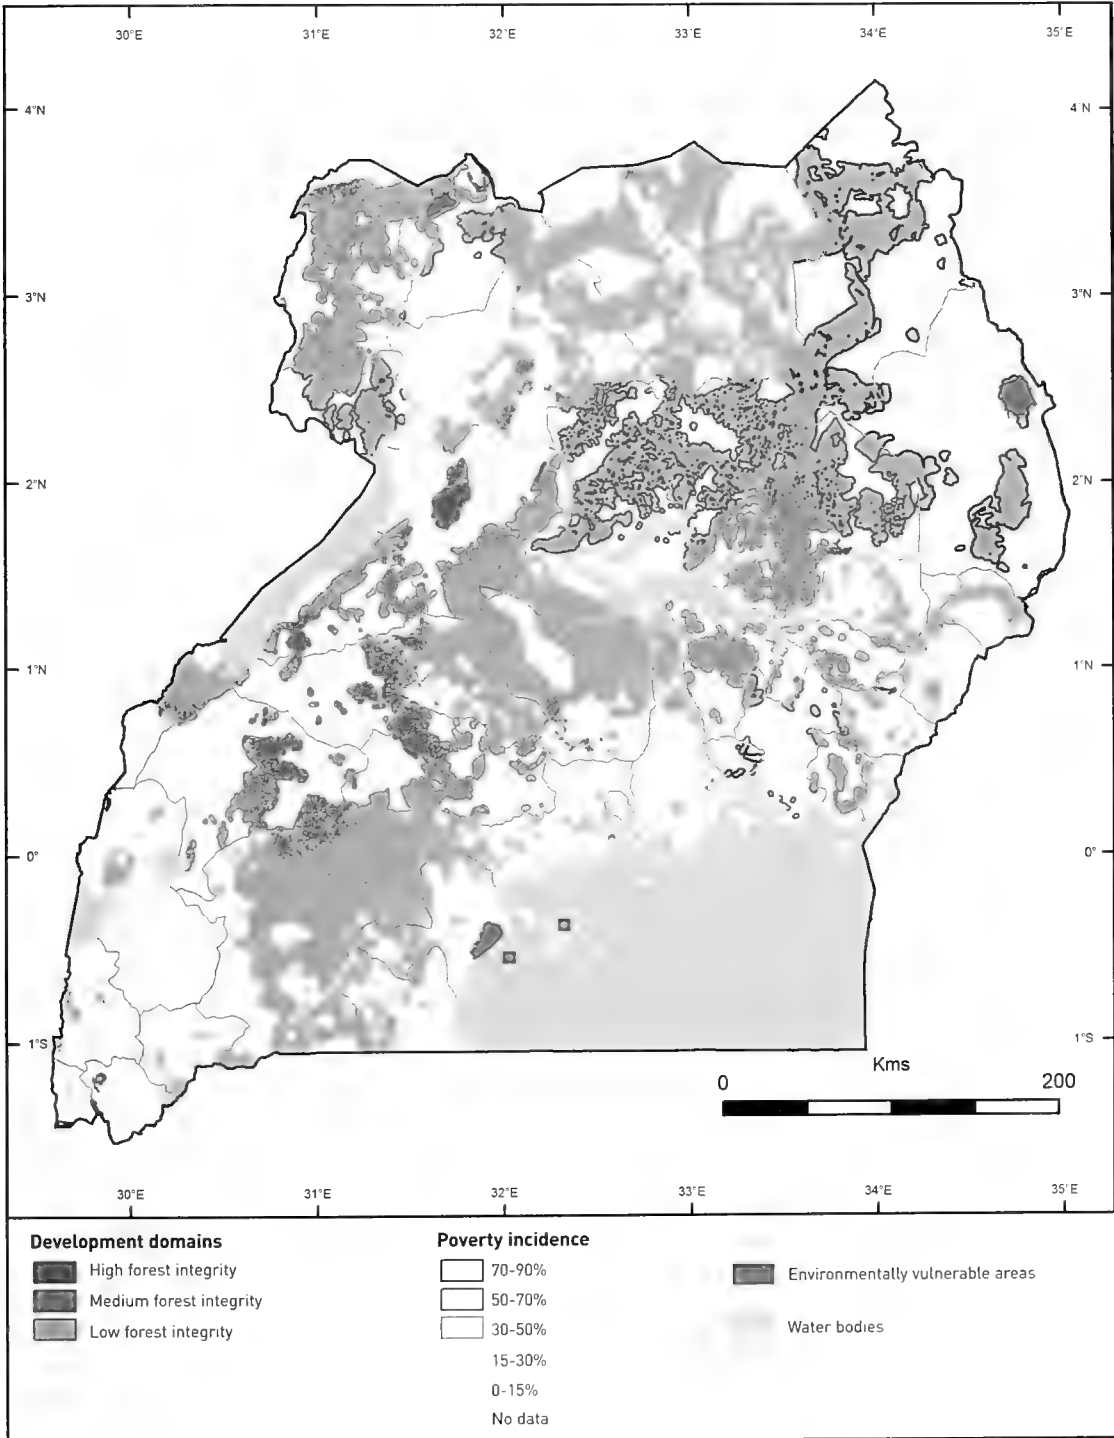 30°E 31°E 32°E 33°E 34°E 35°E
4°N 4°N
3°N 3°N
2°N 2°N
1°N 1°N
0° 0°
1°S 1°S
Kms
0 200
30°E 31°E 32°E 33°E 34°E 35°E
Development domains
High forest integrity
Medium forest integrity
Low forest integrity
Poverty incidence
70-90%
50-70%
30-50%
15-30%
0-15%
No data
Environmentally vulnerable areas
Water bodies